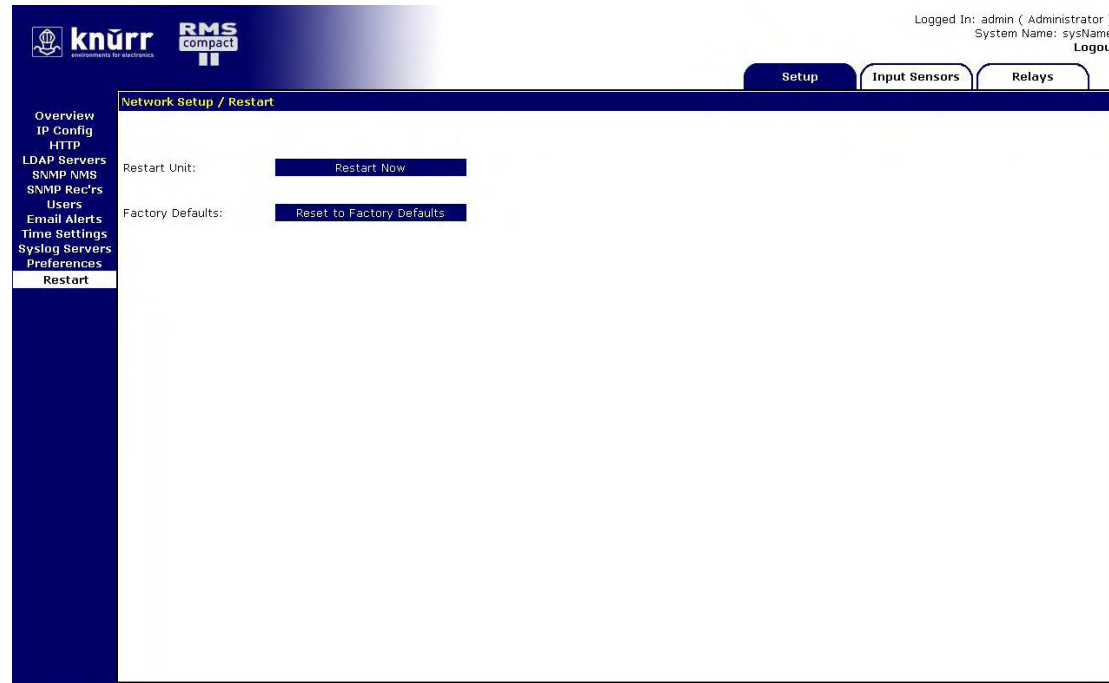 knürr
environments for electronics
RMS
compact
Logged In: admin ( Administrator )
System Name: sysName
Logou
Setup
Input Sensors
Relays
Network Setup / Restart
Overview
IP Config
HTTP
LDAP Servers
SNMP NMS
SNMP Rec'rs
Users
Email Alerts
Time Settings
Syslog Servers
Preferences
Restart
Restart Unit:
Restart Now
Factory Defaults:
Reset to Factory Defaults